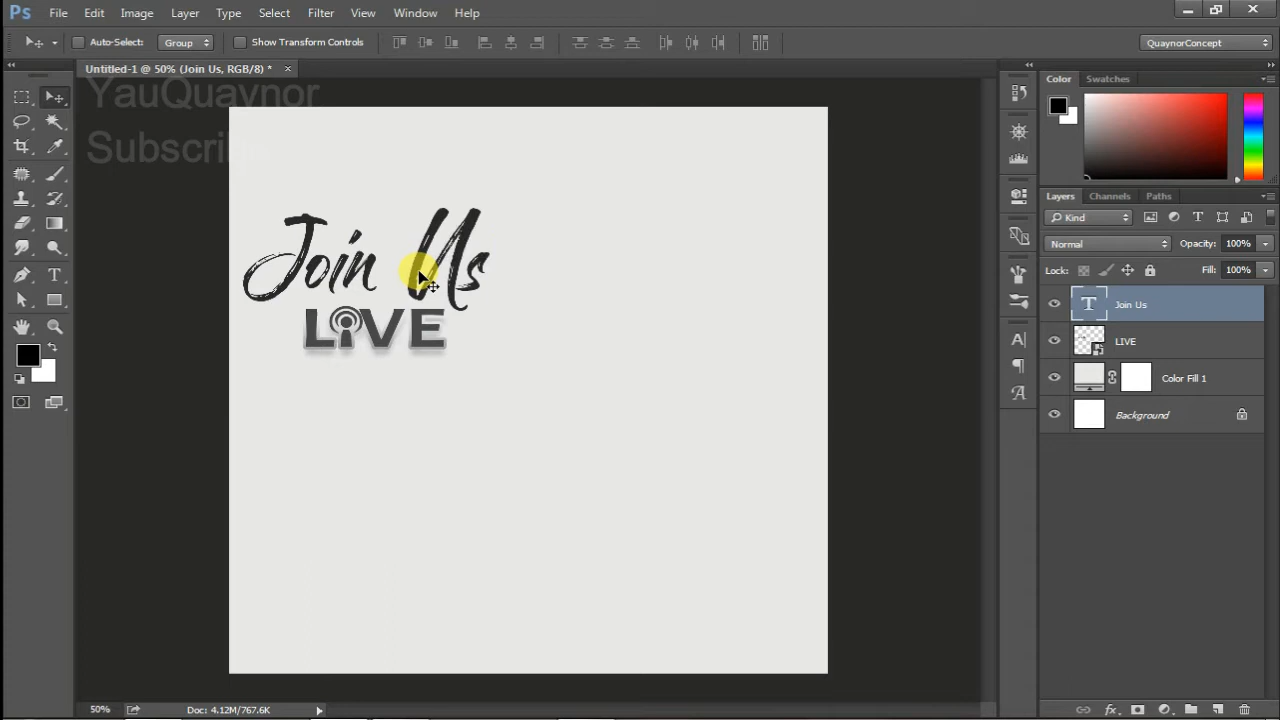 Ps File Edit Image Layer Type Select Filter View Window Help
Auto-Select: Group Show Transform Controls QuaynorConcept
Untitled-1 @ 50% (Join Us, RGB/8) *
YauQuaynor
Color Swatches
Join Us
LIVE
Layers Channels Paths
Kind
Normal Opacity: 100%
Lock: Fill: 100%
T Join Us
LIVE
Color Fill 1
Background
50% Doc: 4.12M/767.6K